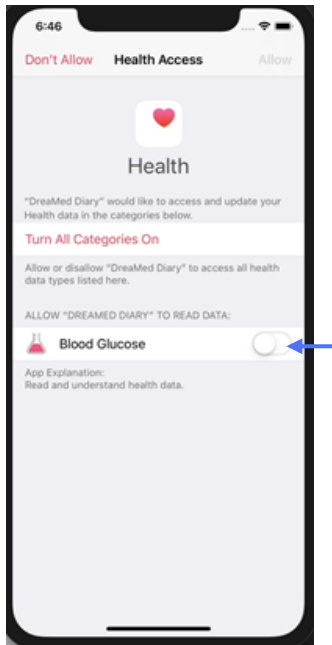 6:46
Don't Allow Health Access Allow
Health
"DreaMed Diary" would like to access and update your
Health data in the categories below.
Turn All Categories On
Allow or disallow "DreaMed Diary" to access all health
data types listed here.
ALLOW "DREAMED DIARY" TO READ DATA:
Blood Glucose
App Explanation:
Read and understand health data.